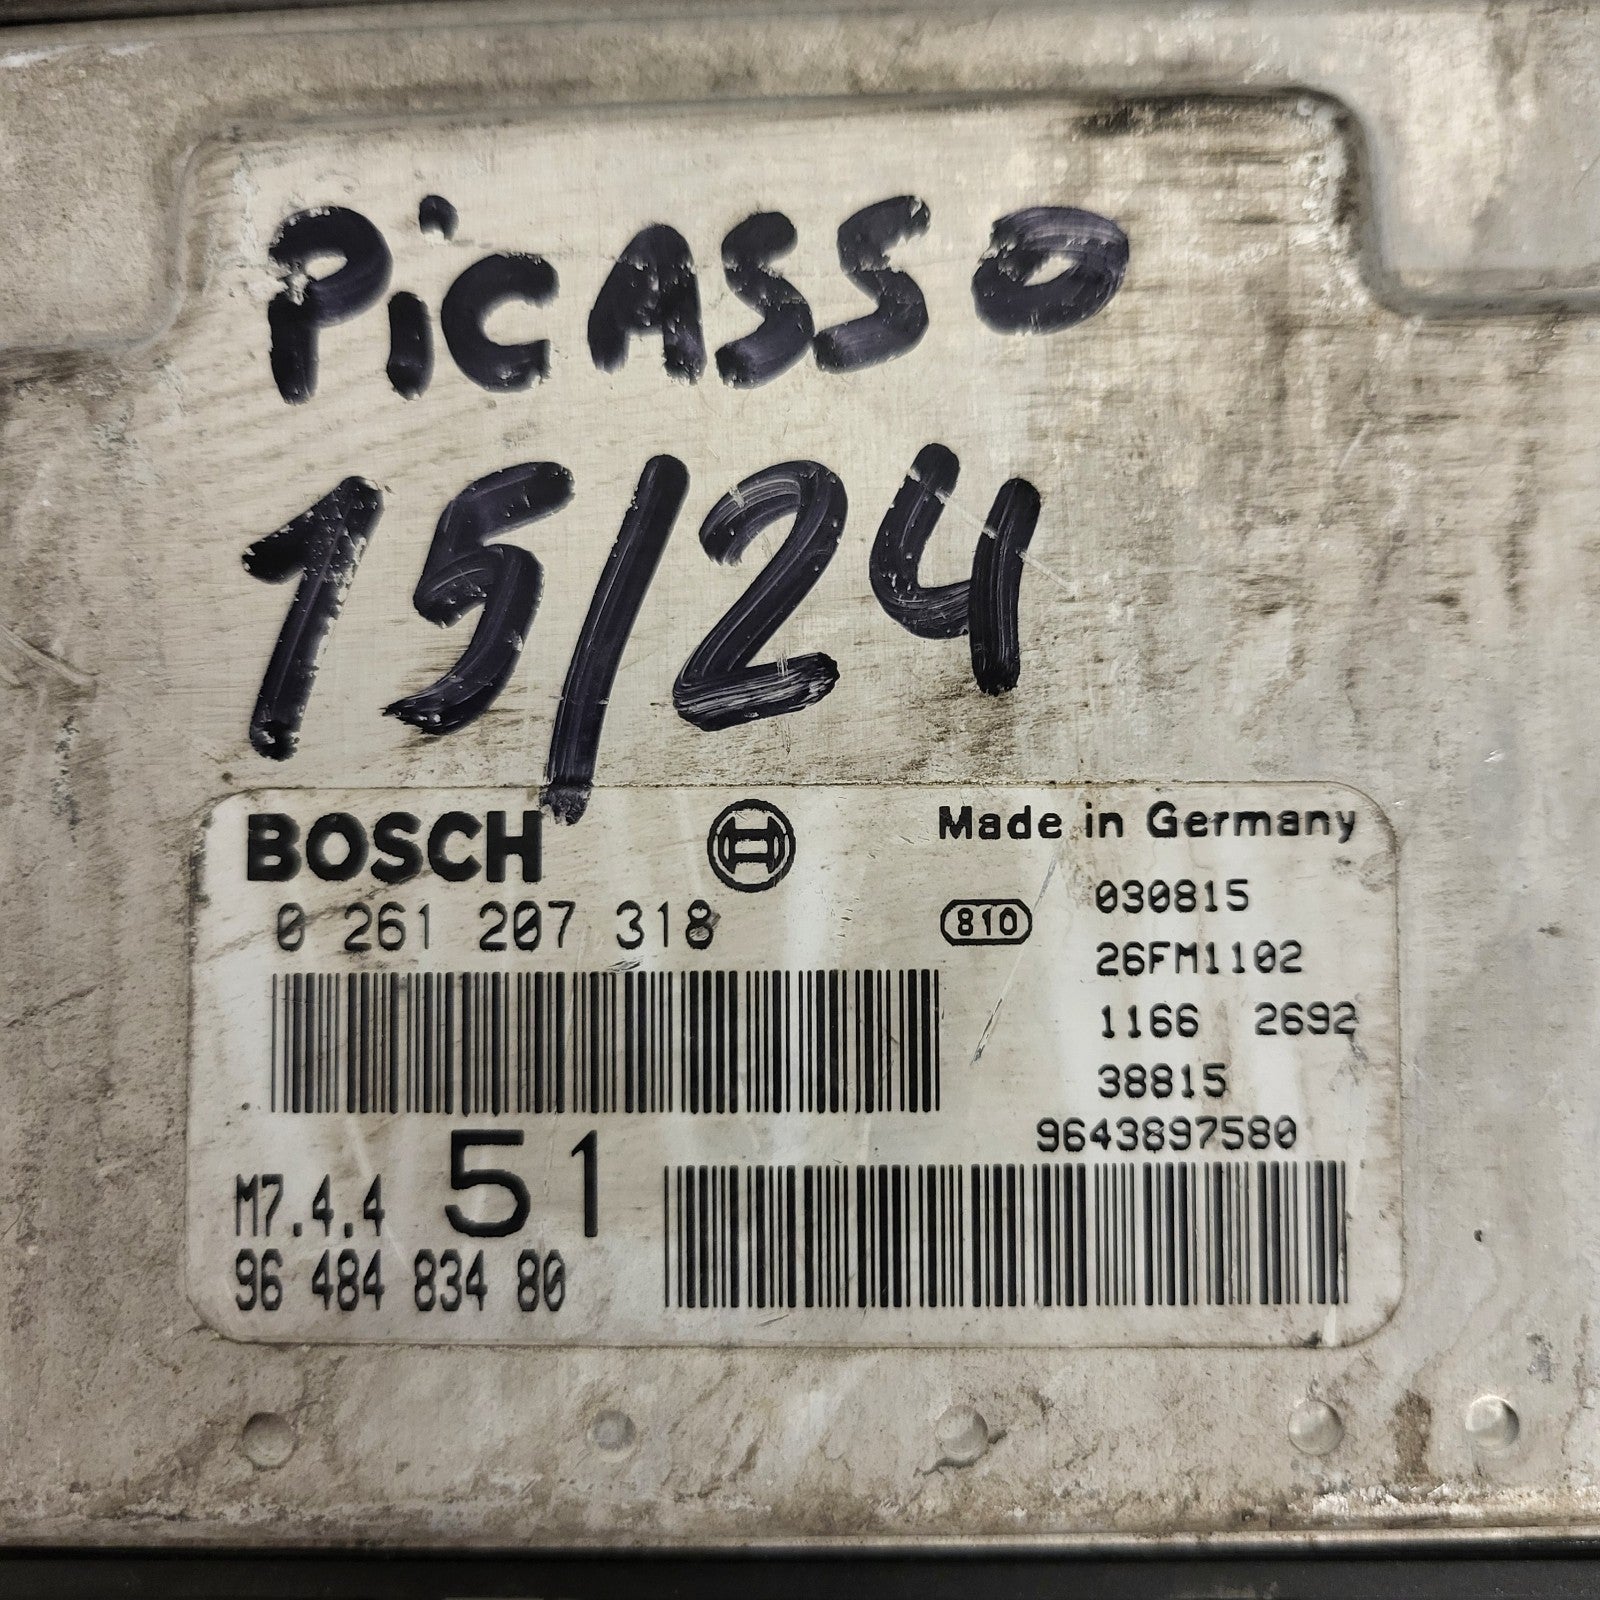 PiCASSO
15/24
BOSCH
Made in Germany
0 261 207 318
810
030815
26FM1102
1166 2692
38815
9643897580
M7.4.4 51
96 484 834 80